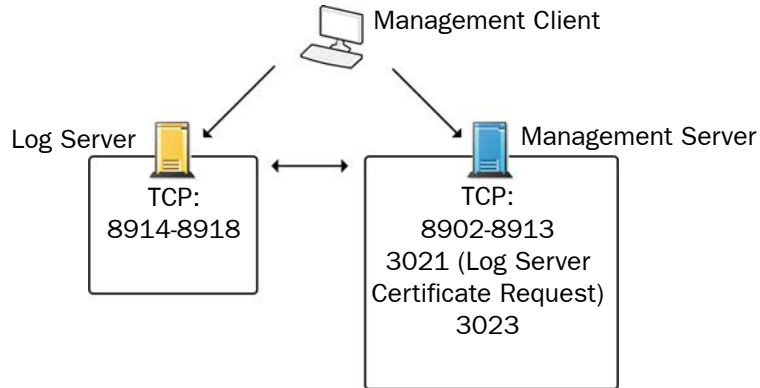 Management Client
Log Server
Management Server
TCP:
8914-8918
TCP:
8902-8913
3021 (Log Server
Certificate Request)
3023